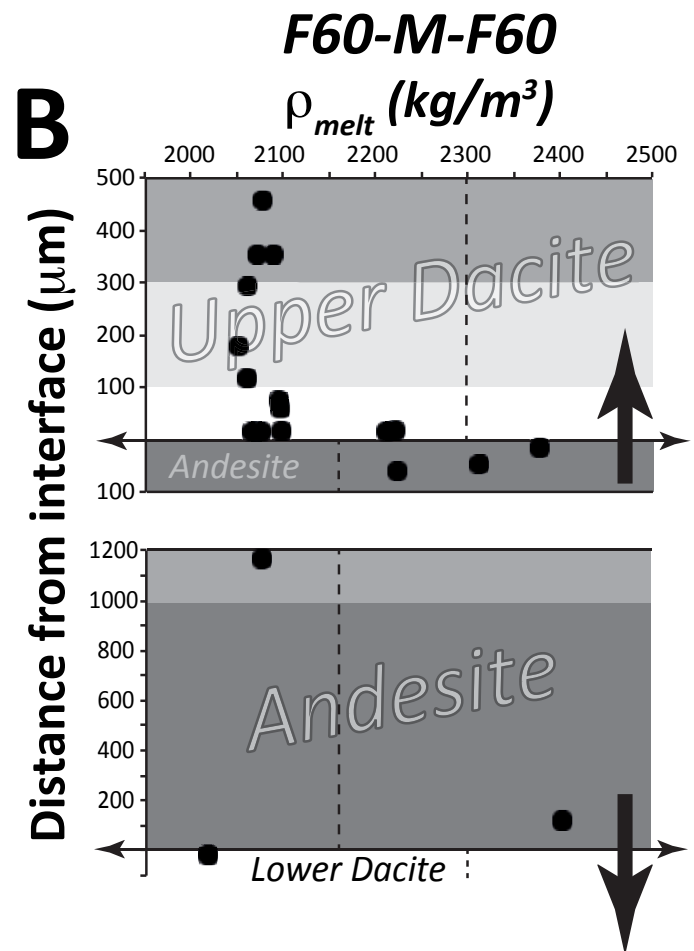 F60-M-F60
B
ρmelt (kg/m³)
2000 2100 2200 2300 2400 2500
500
400
300
200
100
100
Upper Dacite
Andesite
Distance from interface (μm)
1200
1000
800
600
400
200
Andesite
Lower Dacite